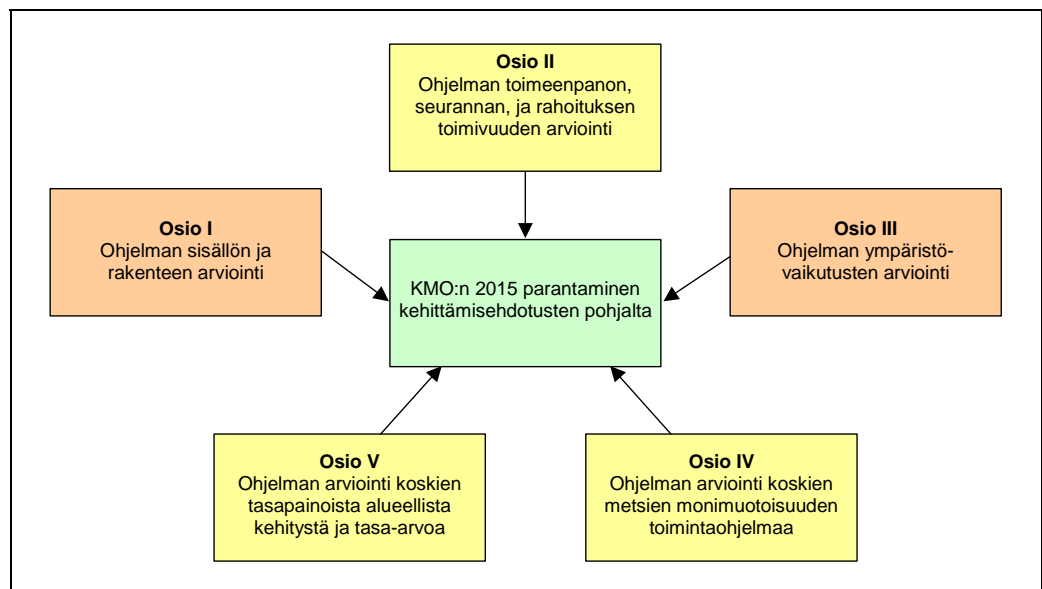 Osio II
Ohjelman toimeenpanon,
seurannan, ja rahoituksen
toimivuuden arviointi
Osio I
Ohjelman sisällön ja
rakenteen arviointi
Osio III
Ohjelman ympäristö-
vaikutusten arviointi
KMO:n 2015 parantaminen
kehittämisehdotusten pohjalta
Osio V
Ohjelman arviointi koskien
tasapainoista alueellista
kehitystä ja tasa-arvoa
Osio IV
Ohjelman arviointi koskien
metsien monimuotoisuuden
toimintaohjelmaa